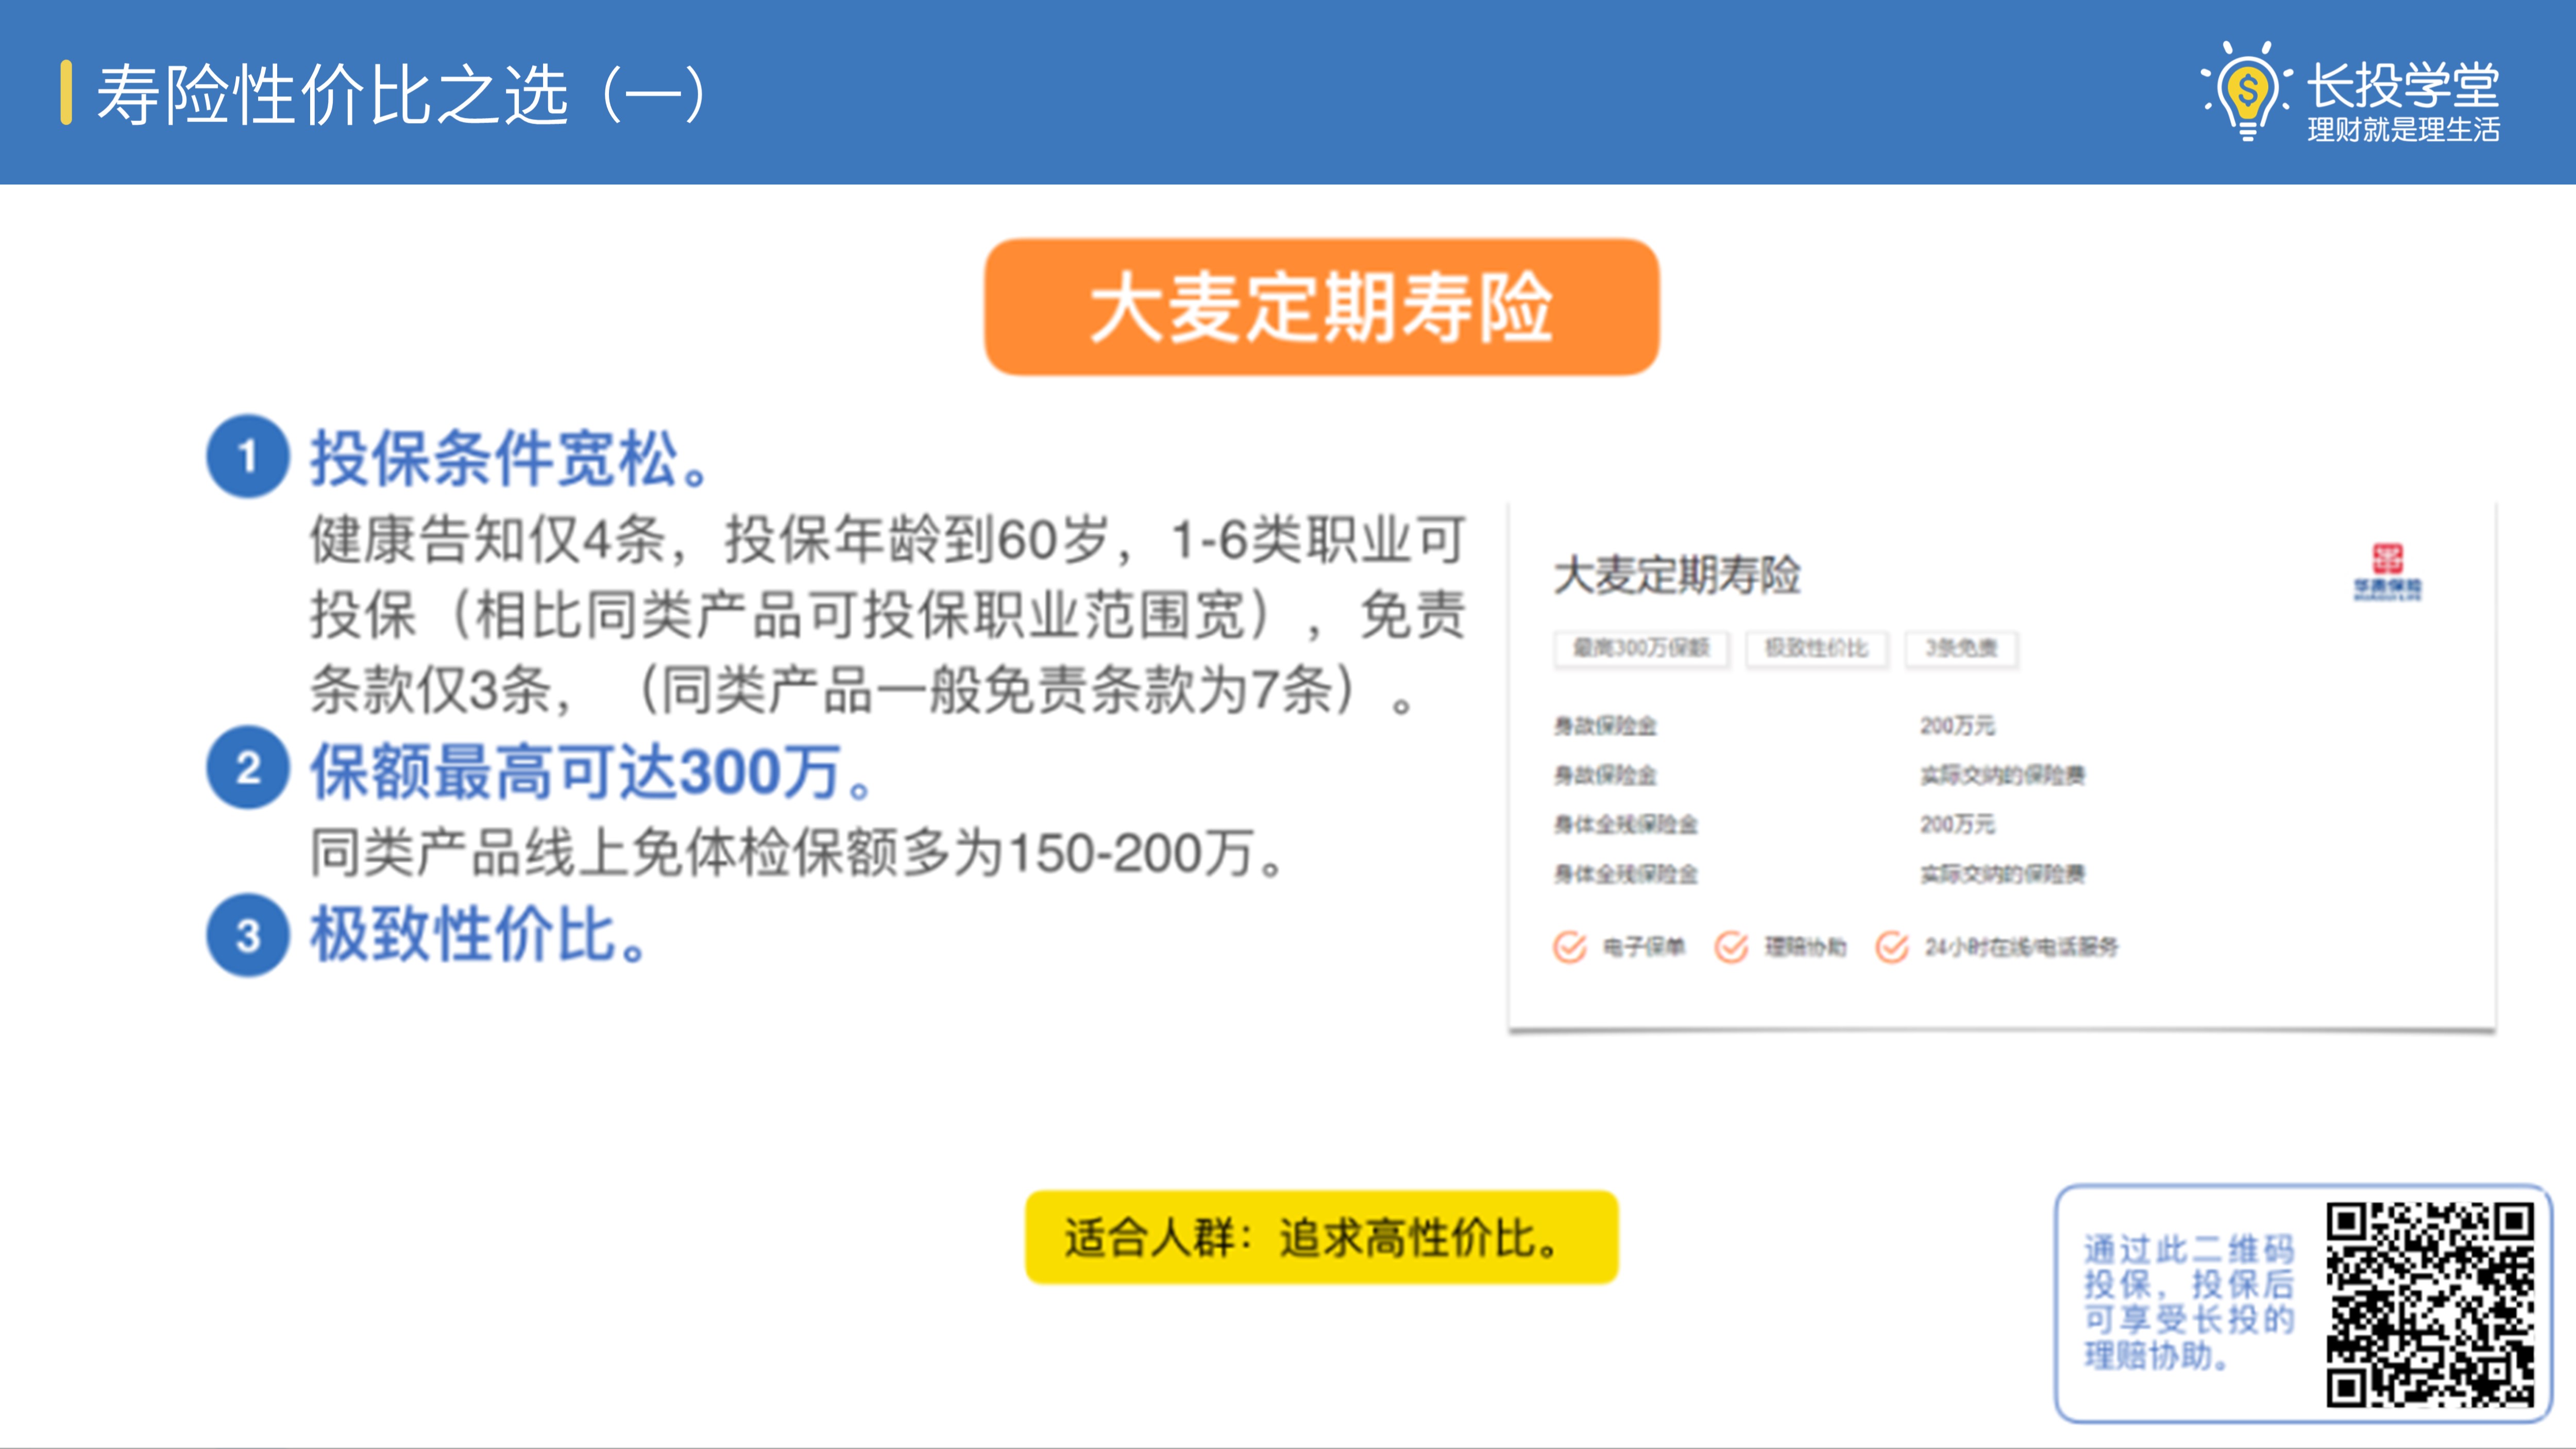 寿险性价比之选（一）
长投学堂
理财就是理生活
大麦定期寿险
1 投保条件宽松。
健康告知仅4条，投保年龄到60岁，1-6类职业可
投保（相比同类产品可投保职业范围宽），免责
条款仅3条，（同类产品一般免责条款为7条）。
2 保额最高可达300万。
同类产品线上免体检保额多为150-200万。
3 极致性价比。
大麦定期寿险
华贵保险
最高300万保额 极致性价比 3条免责
身故保险金 200万元
身故保险金 实际交纳的保险费
身体全残保险金 200万元
身体全残保险金 实际交纳的保险费
电子保单 理赔协助 24小时在线/电话服务
适合人群：追求高性价比。
通过此二维码
投保，投保后
可享受长投的
理赔协助。